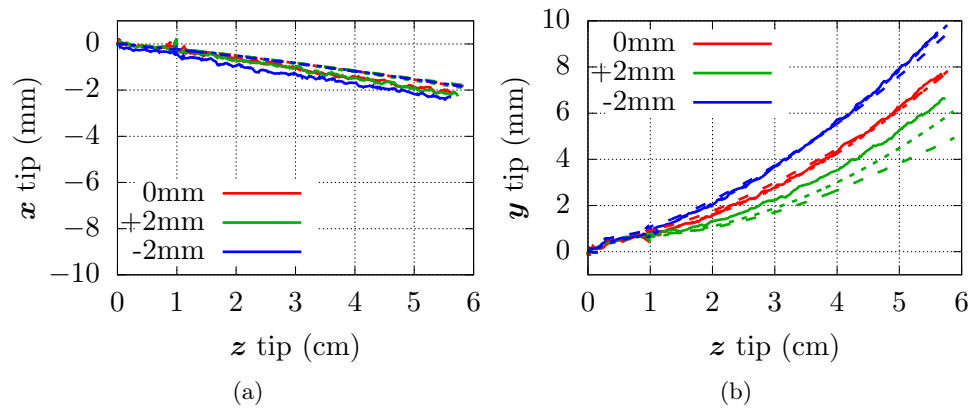 0
−2
−4
−6
−8
−10
x tip (mm)
0mm
+2mm
-2mm
0 1 2 3 4 5 6
z tip (cm)
(a)
10
8
6
4
2
0
y tip (mm)
0mm
+2mm
-2mm
0 1 2 3 4 5 6
z tip (cm)
(b)